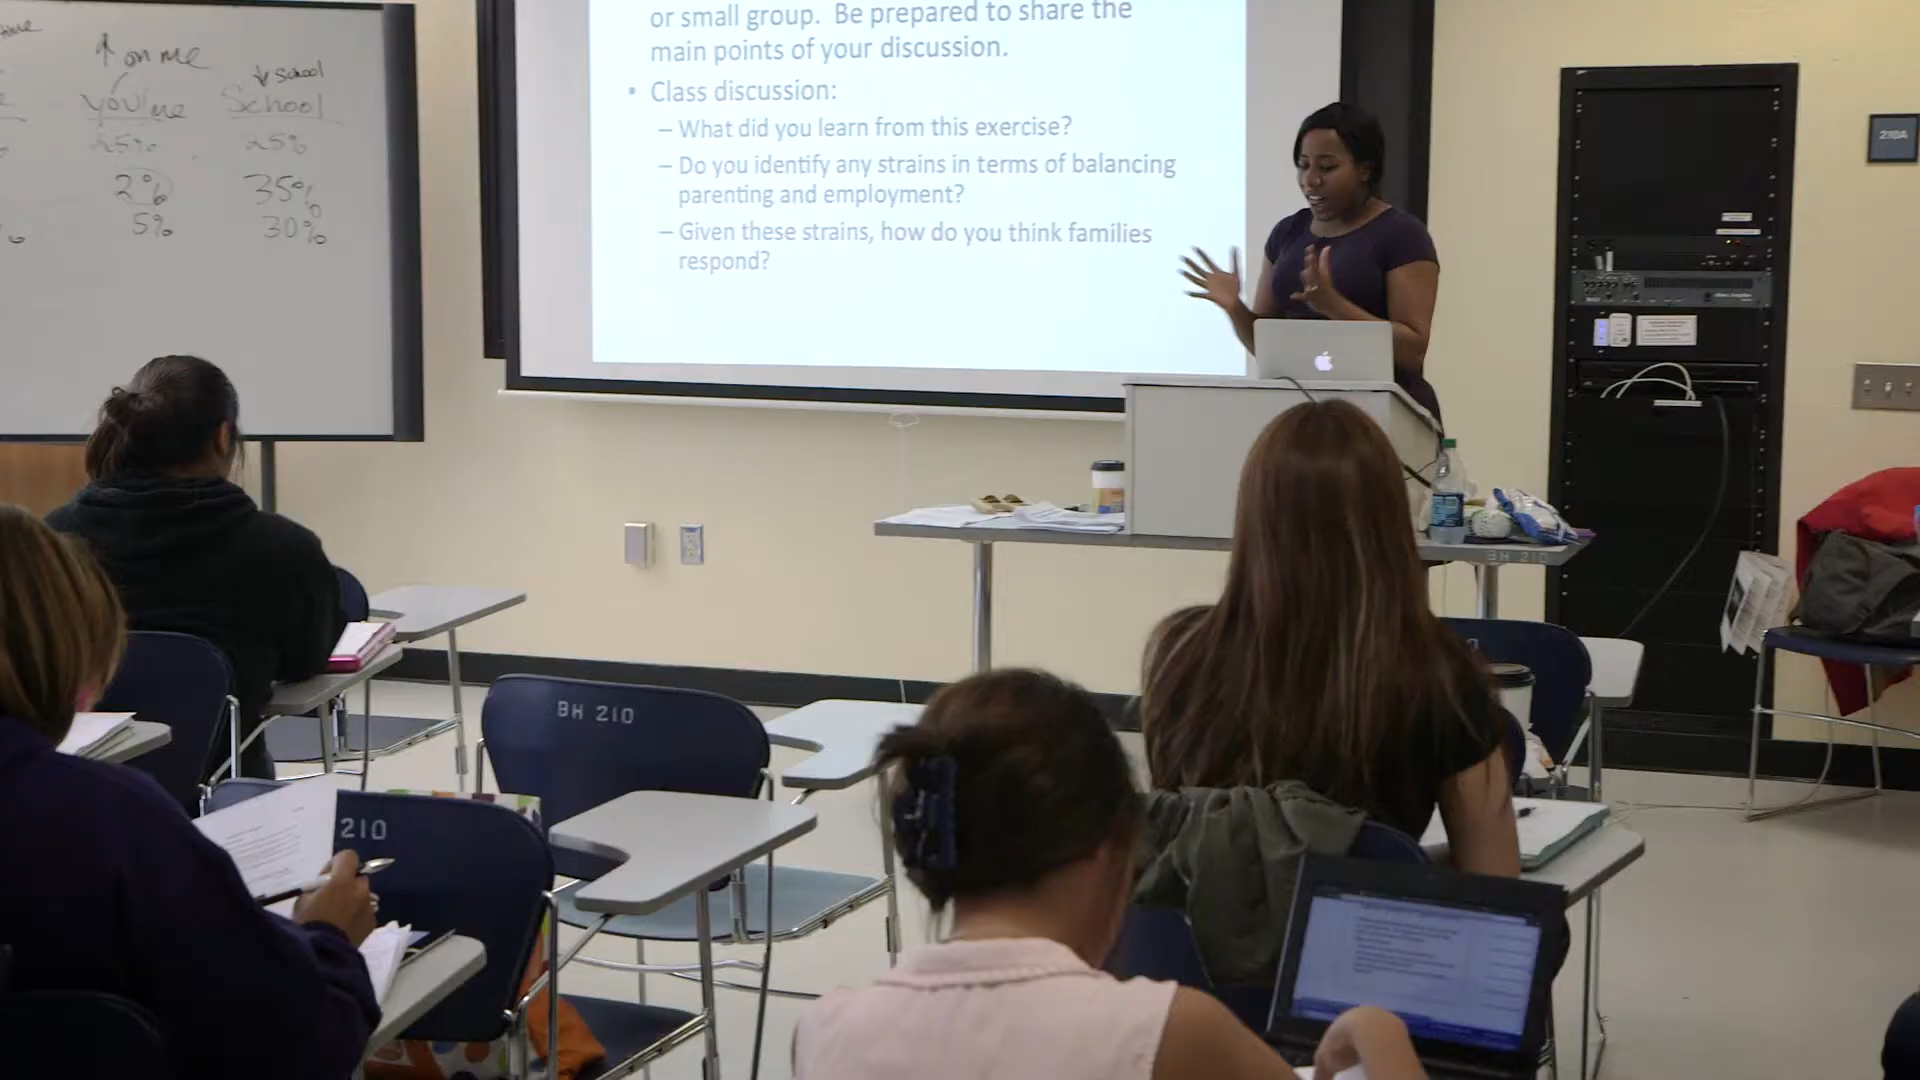 ↑ on me
↓ school
you/me School
25% 25%
2% 35%
5% 30%
or small group. Be prepared to share the
main points of your discussion.
• Class discussion:
– What did you learn from this exercise?
– Do you identify any strains in terms of balancing
parenting and employment?
– Given these strains, how do you think families
respond?
210A
BH 210
BH 210
210